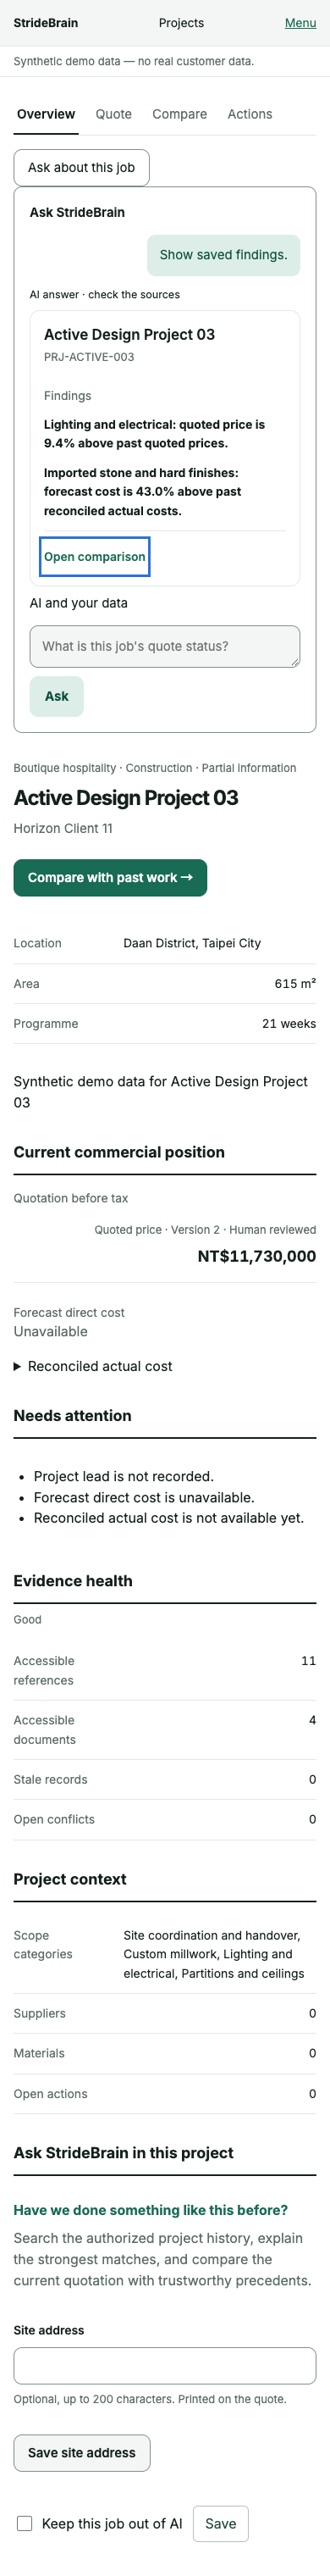 StrideBrain Projects Menu
Synthetic demo data — no real customer data.
Overview Quote Compare Actions
Ask about this job
Ask StrideBrain
Show saved findings.
AI answer · check the sources
Active Design Project 03
PRJ-ACTIVE-003
Findings
Lighting and electrical: quoted price is
9.4% above past quoted prices.
Imported stone and hard finishes:
forecast cost is 43.0% above past
reconciled actual costs.
Open comparison
AI and your data
What is this job's quote status?
Ask
Boutique hospitality · Construction · Partial information
Active Design Project 03
Horizon Client 11
Compare with past work →
Location Daan District, Taipei City
Area 615 m²
Programme 21 weeks
Synthetic demo data for Active Design Project
03
Current commercial position
Quotation before tax
Quoted price · Version 2 · Human reviewed
NT$11,730,000
Forecast direct cost
Unavailable
▶ Reconciled actual cost
Needs attention
• Project lead is not recorded.
• Forecast direct cost is unavailable.
• Reconciled actual cost is not available yet.
Evidence health
Good
Accessible 11
references
Accessible 4
documents
Stale records 0
Open conflicts 0
Project context
Scope Site coordination and handover,
categories Custom millwork, Lighting and
electrical, Partitions and ceilings
Suppliers 0
Materials 0
Open actions 0
Ask StrideBrain in this project
Have we done something like this before?
Search the authorized project history, explain
the strongest matches, and compare the
current quotation with trustworthy precedents.
Site address
Optional, up to 200 characters. Printed on the quote.
Save site address
Keep this job out of AI Save